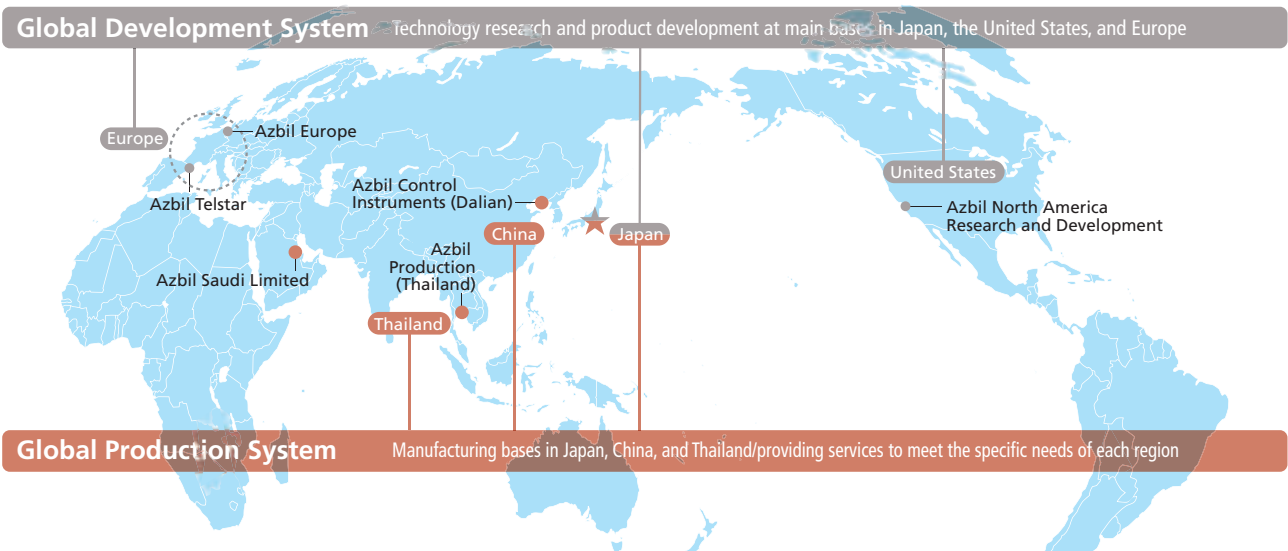 Global Development System
Technology research and product development at main bases in Japan, the United States, and Europe
Europe
Azbil Europe
Azbil Telstar
United States
Azbil North America
Research and Development
Azbil Control
Instruments (Dalian)
China
Japan
Azbil
Production
(Thailand)
Azbil Saudi Limited
Thailand
Global Production System
Manufacturing bases in Japan, China, and Thailand/providing services to meet the specific needs of each region